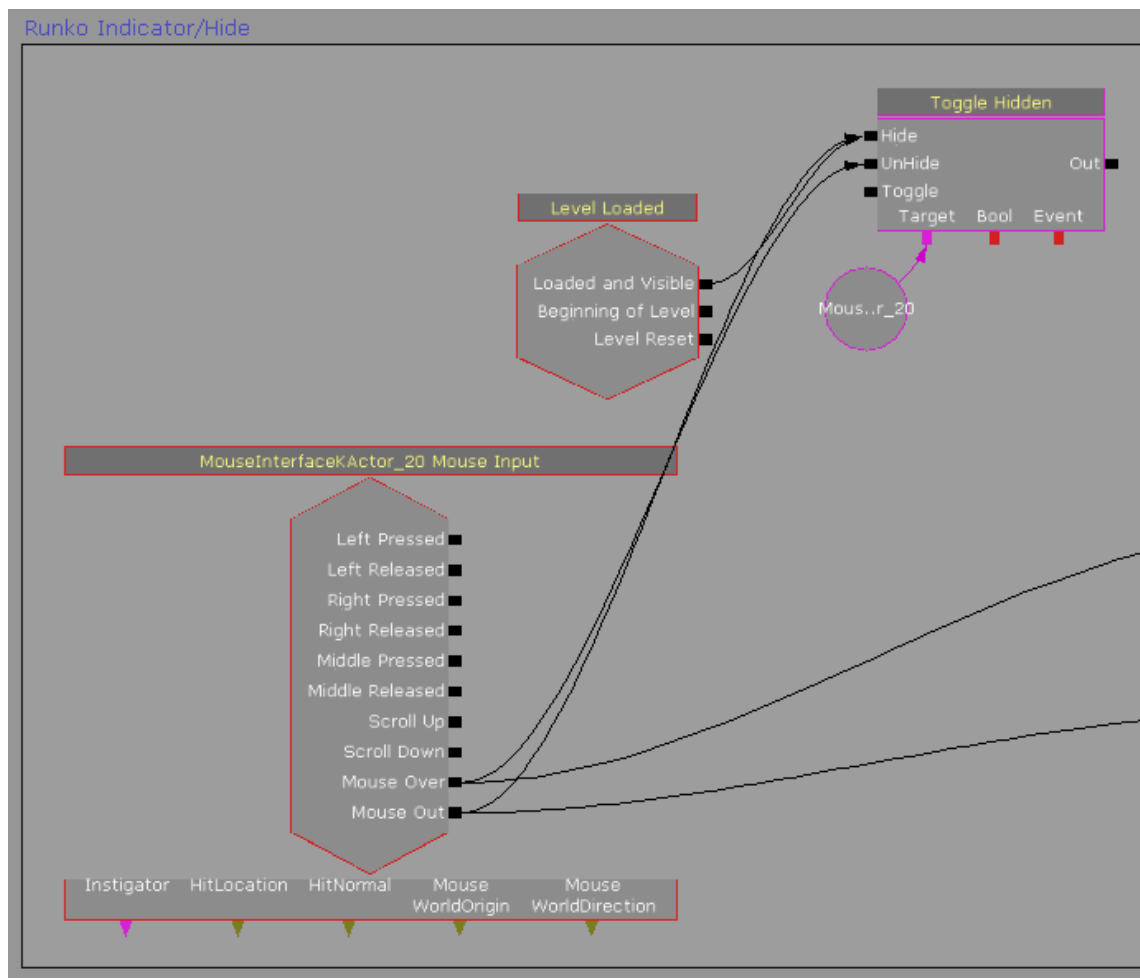 Runko Indicator/Hide
Toggle Hidden
Hide
UnHide
Out
Toggle
Target Bool Event
Mous..r_20
Level Loaded
Loaded and Visible
Beginning of Level
Level Reset
MouseInterfaceKActor_20 Mouse Input
Left Pressed
Left Released
Right Pressed
Right Released
Middle Pressed
Middle Released
Scroll Up
Scroll Down
Mouse Over
Mouse Out
Instigator HitLocation HitNormal Mouse Mouse
WorldOrigin WorldDirection